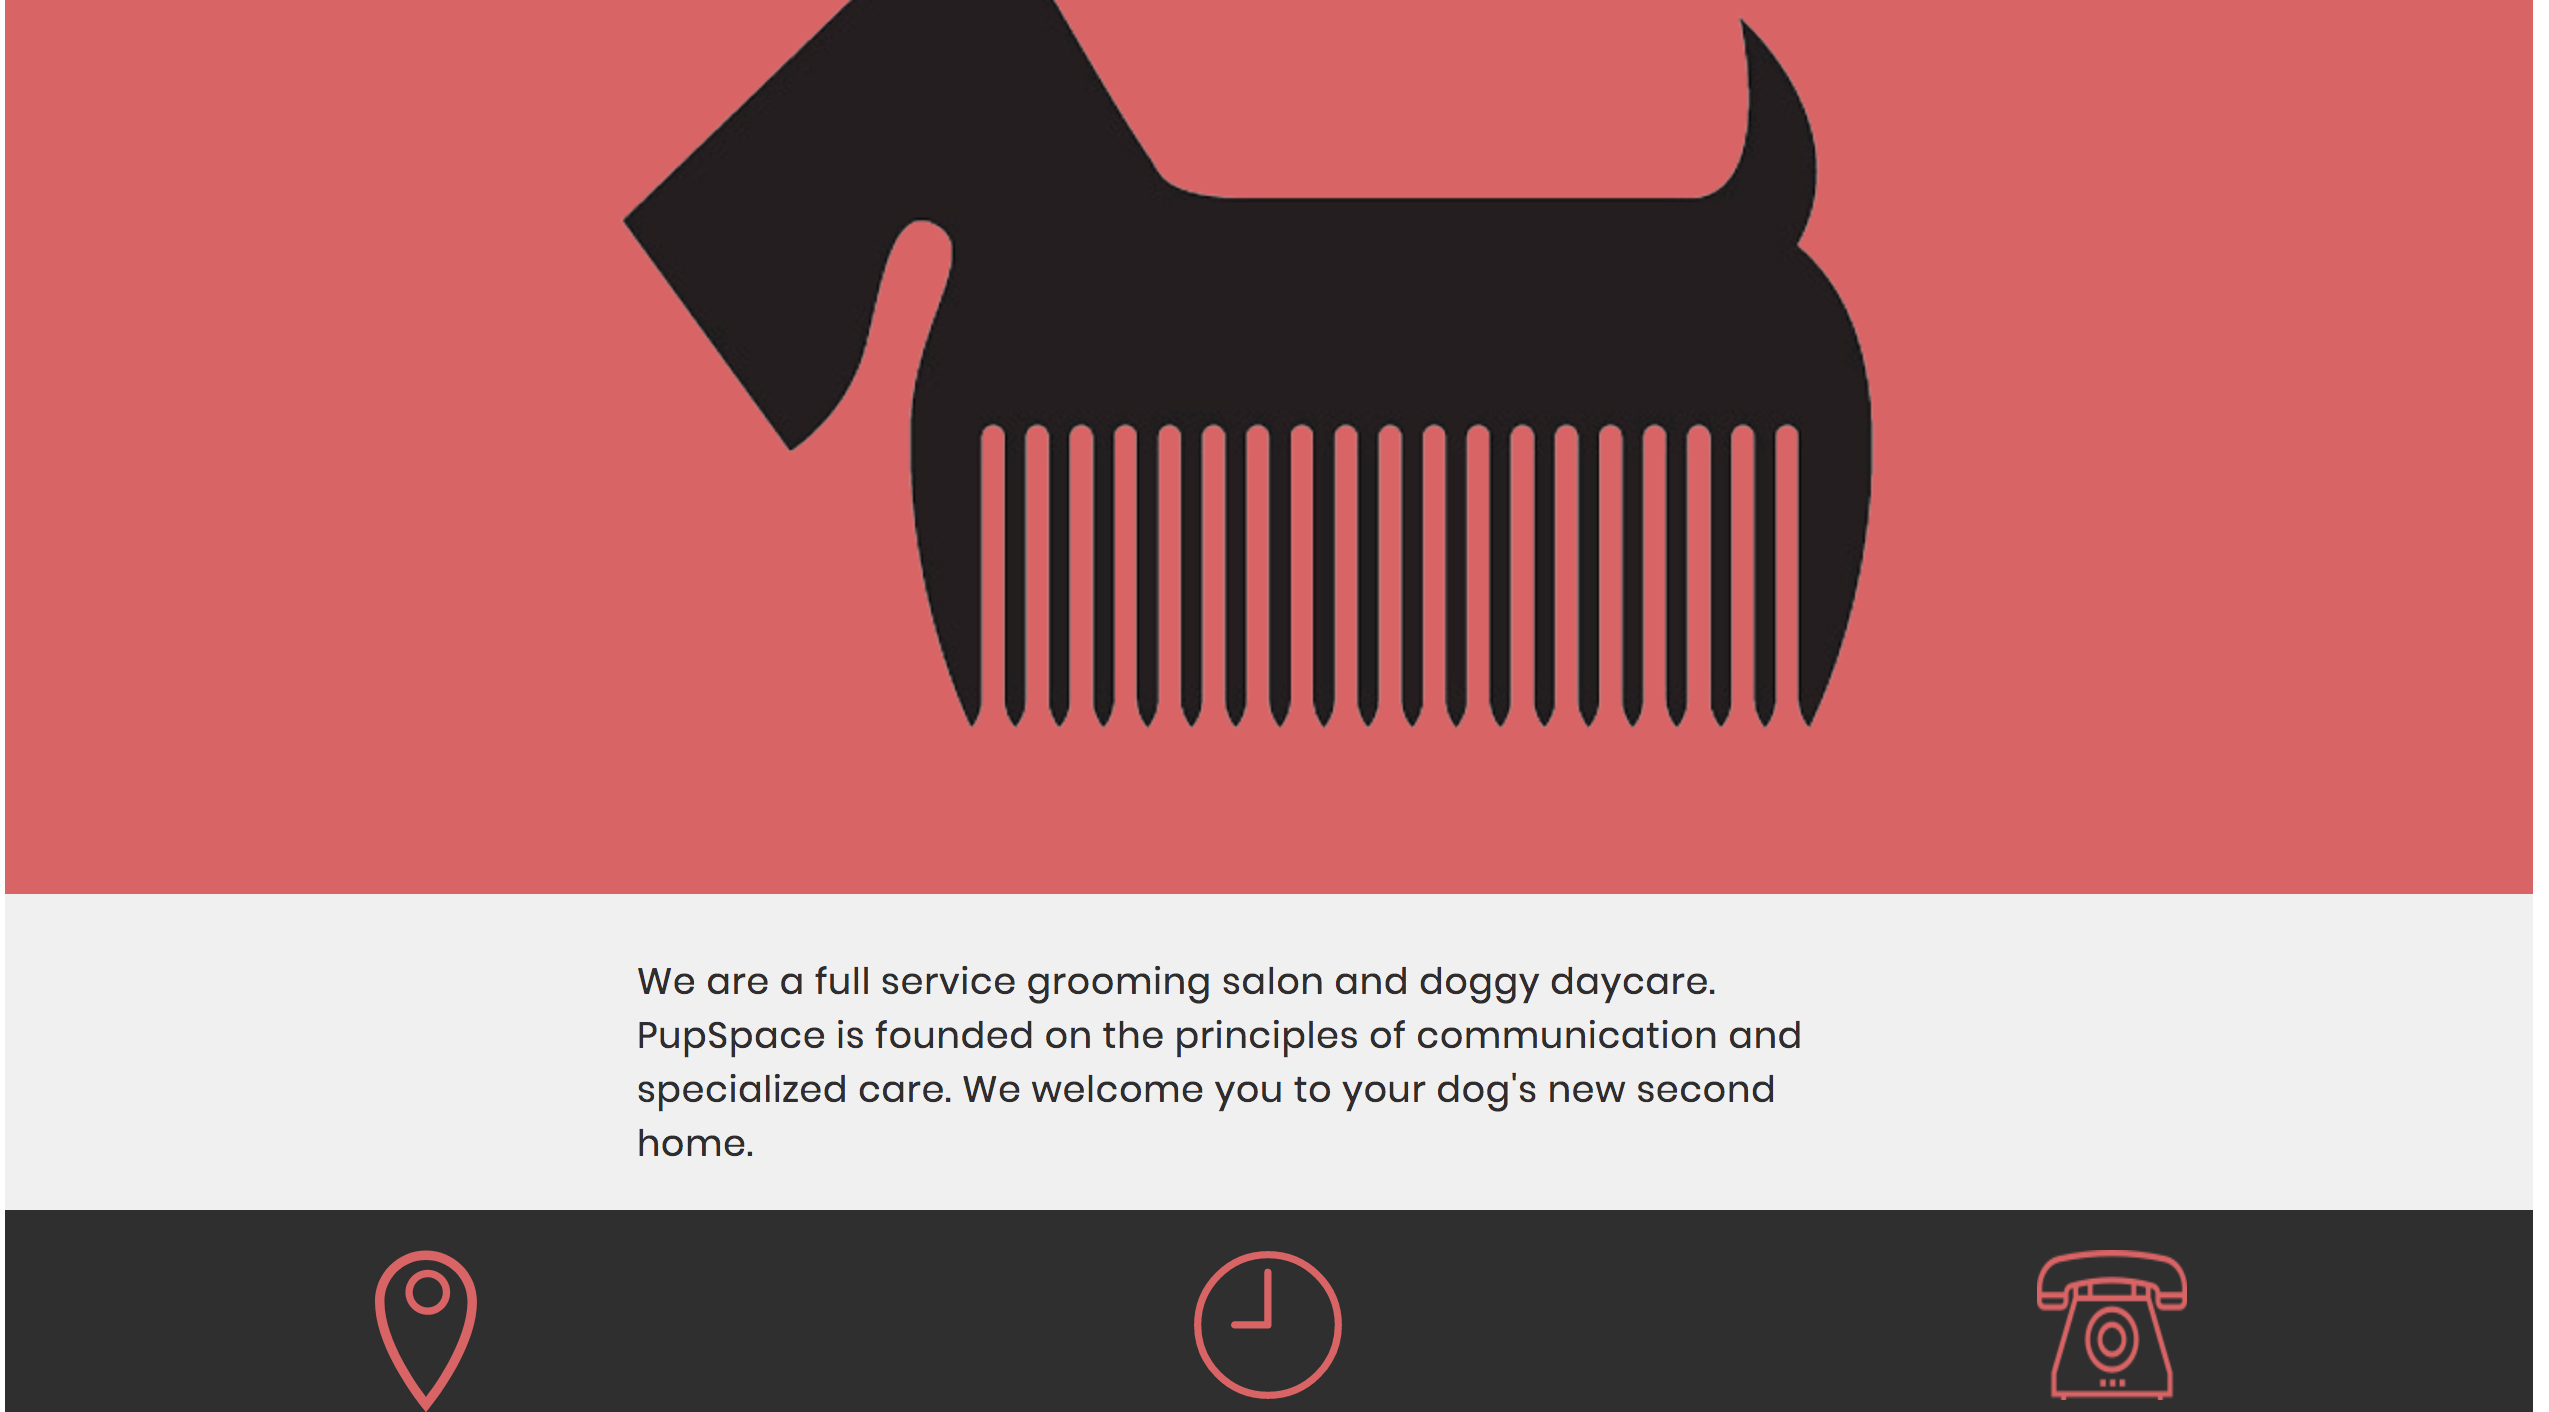 We are a full service grooming salon and doggy daycare.
PupSpace is founded on the principles of communication and
specialized care. We welcome you to your dog's new second
home.